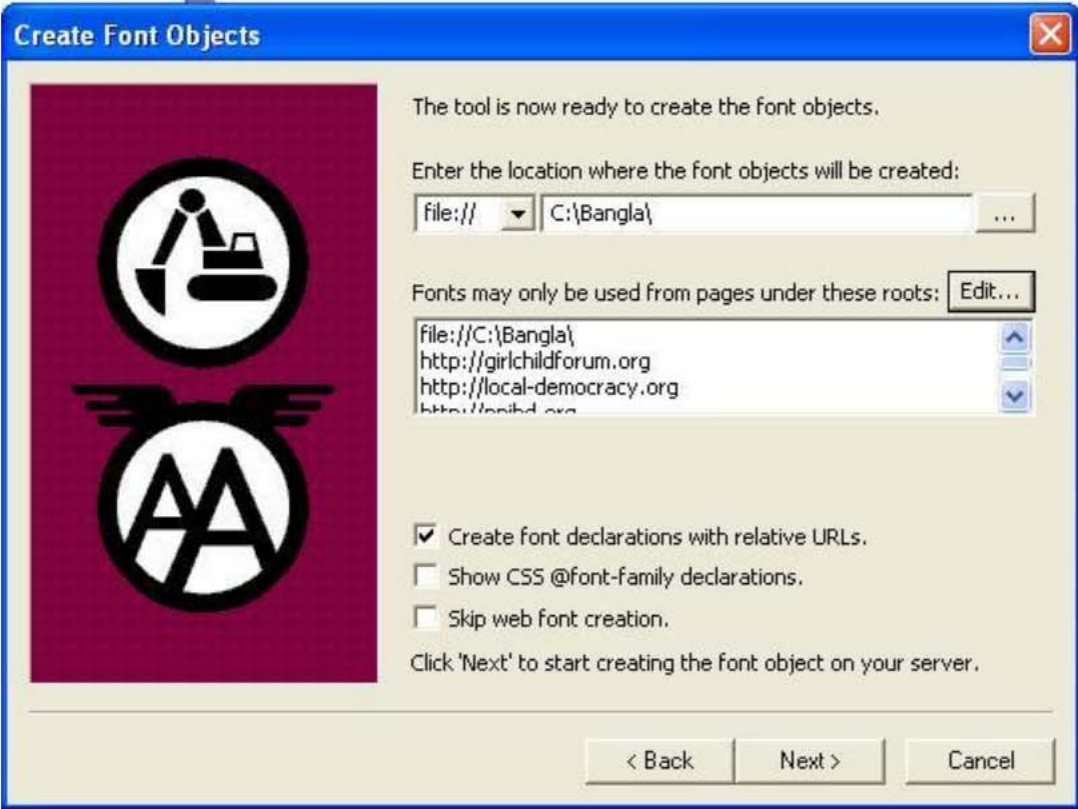 Create Font Objects
The tool is now ready to create the font objects.
Enter the location where the font objects will be created:
file:// C:\Bangla\ ...
Fonts may only be used from pages under these roots: Edit...
file://C:\Bangla\
http://girlchildforum.org
http://local-democracy.org
AA
Create font declarations with relative URLs.
Show CSS @font-family declarations.
Skip web font creation.
Click 'Next' to start creating the font object on your server.
< Back Next > Cancel